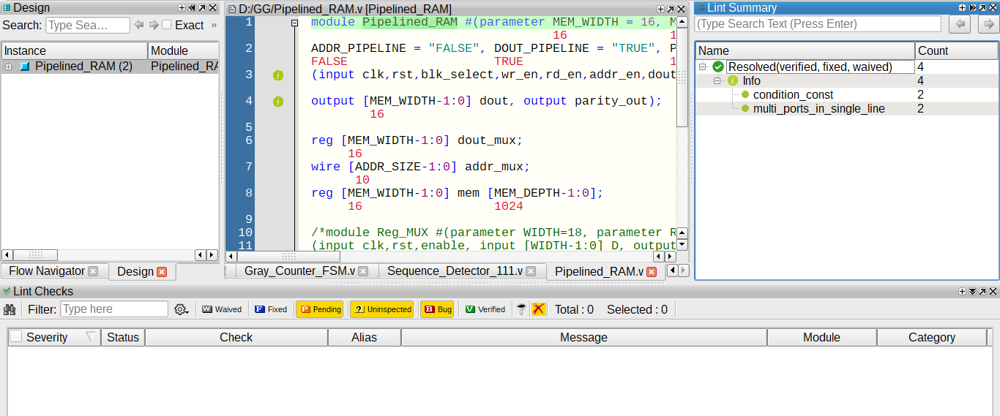 Design
Search: Type Sea… Exact »
Instance Module
Pipelined_RAM (2) Pipelined_RA
Flow Navigator Design
D:/GG/Pipelined_RAM.v [Pipelined_RAM]
1 module Pipelined_RAM #(parameter MEM_WIDTH = 16, M
16 1
2 ADDR_PIPELINE = "FALSE", DOUT_PIPELINE = "TRUE", P
FALSE TRUE 1
3 (input clk,rst,blk_select,wr_en,rd_en,addr_en,dout
4 output [MEM_WIDTH-1:0] dout, output parity_out);
16
5
6 reg [MEM_WIDTH-1:0] dout_mux;
16
7 wire [ADDR_SIZE-1:0] addr_mux;
10
8 reg [MEM_WIDTH-1:0] mem [MEM_DEPTH-1:0];
16 1024
9
10 /*module Reg_MUX #(parameter WIDTH=18, parameter R
11 (input clk,rst,enable, input [WIDTH-1:0] D, output
Gray_Counter_FSM.v Sequence_Detector_111.v Pipelined_RAM.v
Lint Summary
(Type Search Text (Press Enter)
Name Count
Resolved(verified, fixed, waived) 4
Info 4
condition_const 2
multi_ports_in_single_line 2
Lint Checks
Filter: Type here W Waived F Fixed P Pending ? Uninspected B Bug V Verified Total : 0 Selected : 0
Severity Status Check Alias Message Module Category